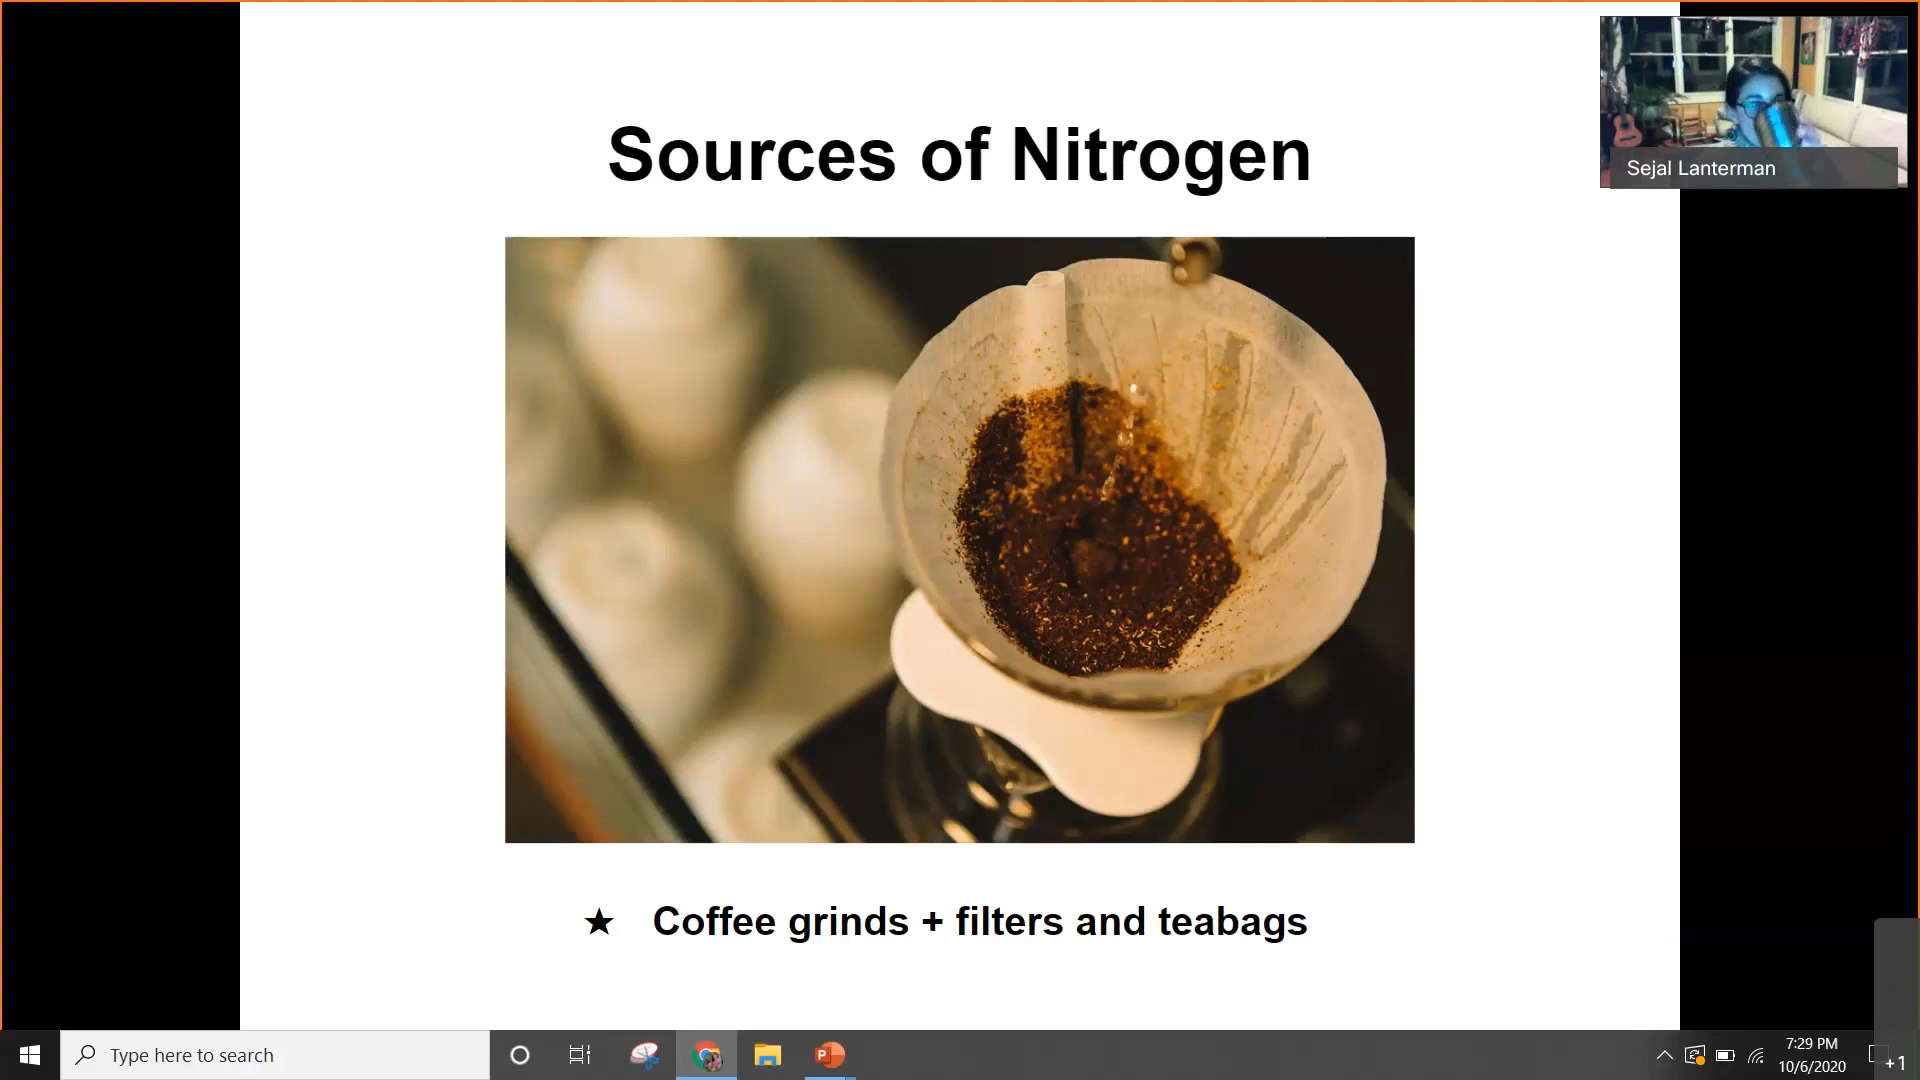 Sources of Nitrogen
Sejal Lanterman
★ Coffee grinds + filters and teabags
Type here to search
P
7:29 PM
10/6/2020
+1